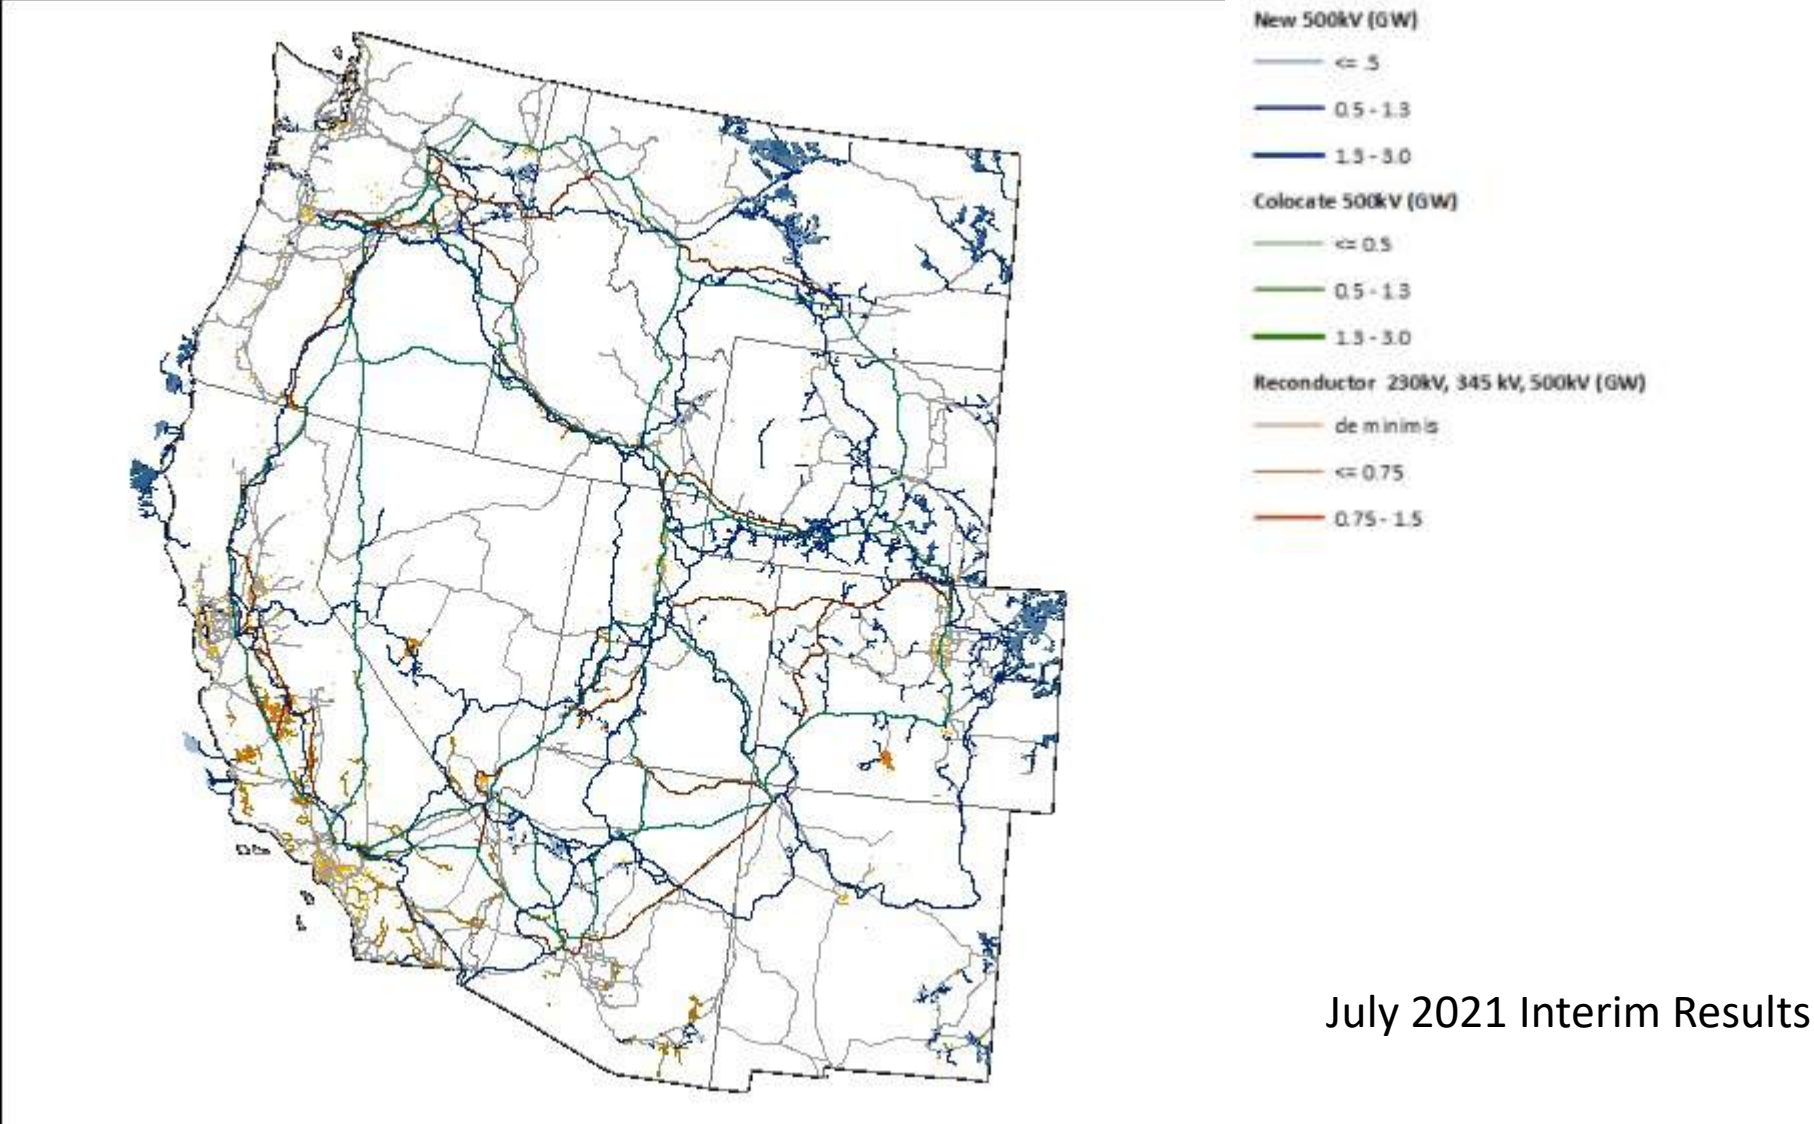 New 500kV (GW)
<= .5
0.5 - 1.3
1.3 - 3.0
Colocate 500kV (GW)
<= 0.5
0.5 - 1.3
1.3 - 3.0
Reconductor 230kV, 345 kV, 500kV (GW)
de minimis
<= 0.75
0.75 - 1.5
July 2021 Interim Results